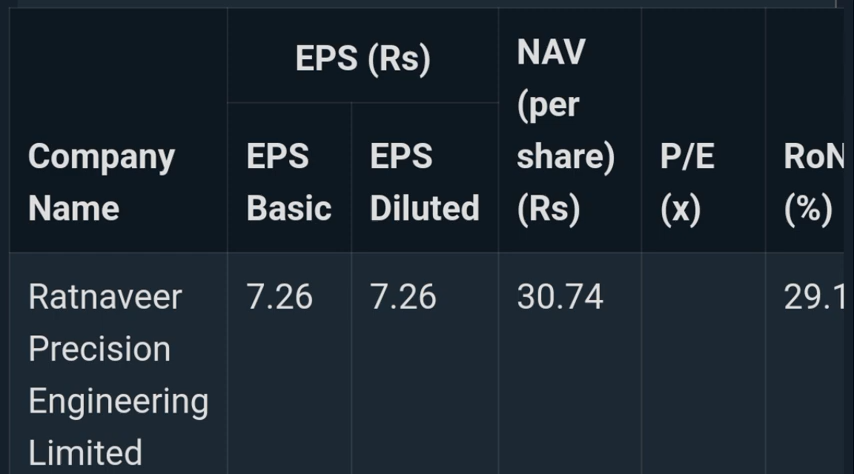 EPS (Rs)
NAV
(per
share)
(Rs)
Company
Name
EPS
Basic
EPS
Diluted
P/E
(x)
(%)
Ratnaveer
Precision
Engineering
Limited
7.26
7.26
30.74